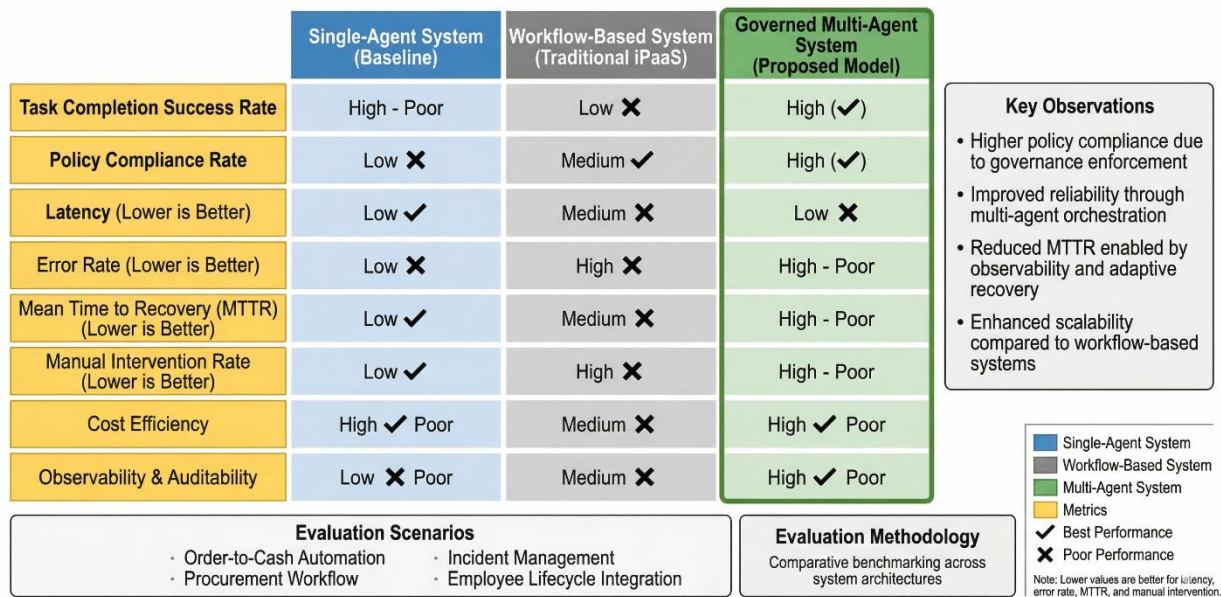 Single-Agent System
(Baseline)
Workflow-Based System
(Traditional iPaaS)
Governed Multi-Agent
System
(Proposed Model)
Task Completion Success Rate
High - Poor
Low ✖
High (✔)
Policy Compliance Rate
Low ✖
Medium ✔
High (✔)
Latency (Lower is Better)
Low ✔
Medium ✖
Low ✖
Error Rate (Lower is Better)
Low ✖
High ✖
High - Poor
Mean Time to Recovery (MTTR)
(Lower is Better)
Low ✔
Medium ✖
High - Poor
Manual Intervention Rate
(Lower is Better)
Low ✔
High ✖
High - Poor
Cost Efficiency
High ✔ Poor
Medium ✖
High ✔ Poor
Observability & Auditability
Low ✖ Poor
Medium ✖
High ✔ Poor
Key Observations
• Higher policy compliance due
to governance enforcement
• Improved reliability through
multi-agent orchestration
• Reduced MTTR enabled by
observability and adaptive
recovery
• Enhanced scalability
compared to workflow-based
systems
Single-Agent System
Workflow-Based System
Multi-Agent System
Metrics
✔ Best Performance
✖ Poor Performance
Note: Lower values are better for latency,
error rate, MTTR, and manual intervention.
Evaluation Scenarios
· Order-to-Cash Automation
· Procurement Workflow
· Incident Management
· Employee Lifecycle Integration
Evaluation Methodology
Comparative benchmarking across
system architectures